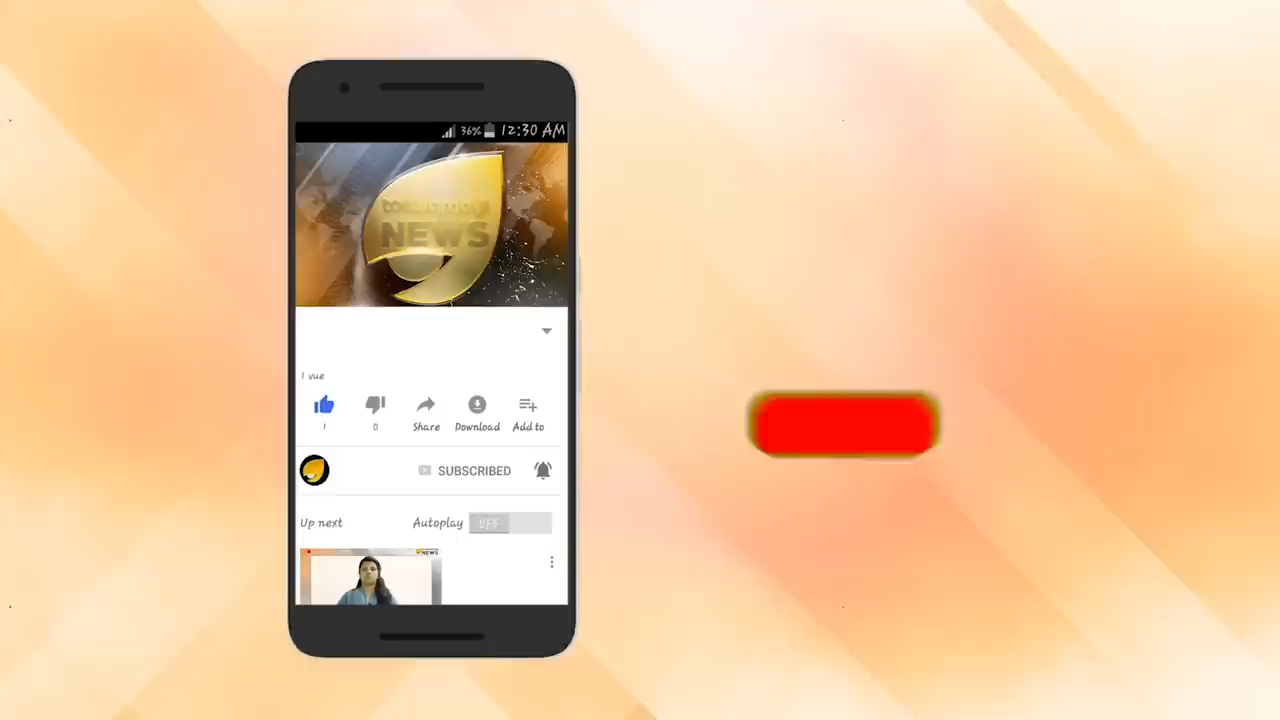 36% 12:30 AM
NEWS
1 vue
1 0 Share Download Add to
SUBSCRIBED
Up next Autoplay OFF
NEWS